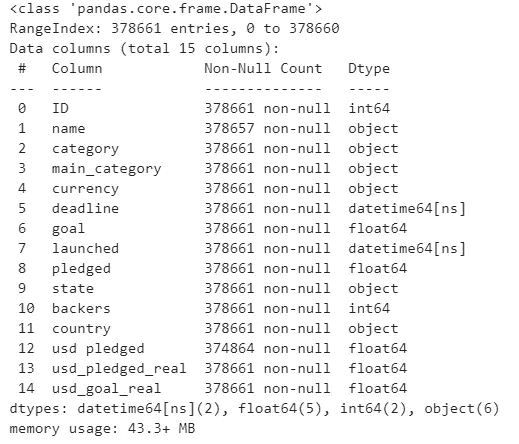 <class 'pandas.core.frame.DataFrame'>
RangeIndex: 378661 entries, 0 to 378660
Data columns (total 15 columns):
 #   Column            Non-Null Count   Dtype
---  ------            --------------   -----
 0   ID                378661 non-null  int64
 1   name              378657 non-null  object
 2   category          378661 non-null  object
 3   main_category     378661 non-null  object
 4   currency          378661 non-null  object
 5   deadline          378661 non-null  datetime64[ns]
 6   goal              378661 non-null  float64
 7   launched          378661 non-null  datetime64[ns]
 8   pledged           378661 non-null  float64
 9   state             378661 non-null  object
 10  backers           378661 non-null  int64
 11  country           378661 non-null  object
 12  usd pledged       374864 non-null  float64
 13  usd_pledged_real  378661 non-null  float64
 14  usd_goal_real     378661 non-null  float64
dtypes: datetime64[ns](2), float64(5), int64(2), object(6)
memory usage: 43.3+ MB